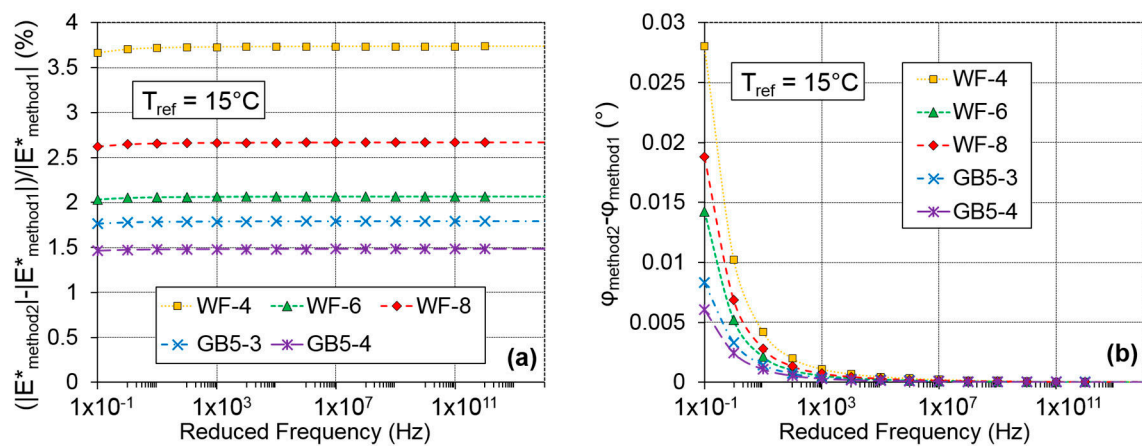 (|E*method2|-|E*method1|)/|E*method1| (%)
4
3.5
3
2.5
2
1.5
1
0.5
0
Tref = 15°C
WF-4 WF-6 WF-8
GB5-3 GB5-4
(a)
1x10⁻¹ 1x10³ 1x10⁷ 1x10¹¹
Reduced Frequency (Hz)
φmethod2-φmethod1 (°)
0.03
0.025
0.02
0.015
0.01
0.005
0
Tref = 15°C
WF-4
WF-6
WF-8
GB5-3
GB5-4
(b)
1x10⁻¹ 1x10³ 1x10⁷ 1x10¹¹
Reduced Frequency (Hz)